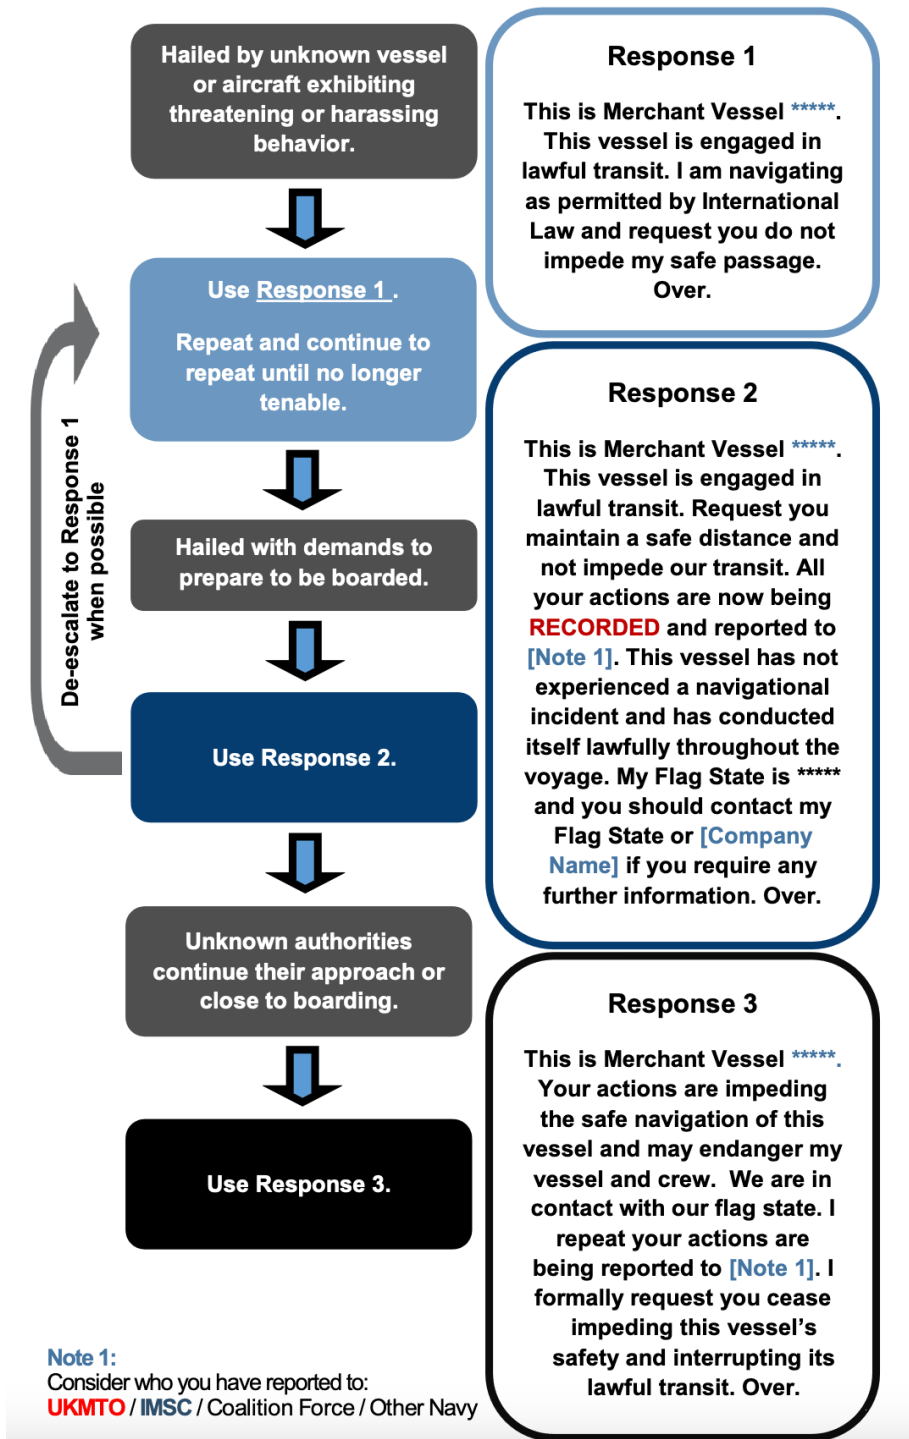 Hailed by unknown vessel
or aircraft exhibiting
threatening or harassing
behavior.
Use Response 1 .
Repeat and continue to
repeat until no longer
tenable.
Hailed with demands to
prepare to be boarded.
Use Response 2.
Unknown authorities
continue their approach or
close to boarding.
Use Response 3.
De-escalate to Response 1
when possible
Response 1
This is Merchant Vessel *****.
This vessel is engaged in
lawful transit. I am navigating
as permitted by International
Law and request you do not
impede my safe passage.
Over.
Response 2
This is Merchant Vessel *****.
This vessel is engaged in
lawful transit. Request you
maintain a safe distance and
not impede our transit. All
your actions are now being
RECORDED and reported to
[Note 1]. This vessel has not
experienced a navigational
incident and has conducted
itself lawfully throughout the
voyage. My Flag State is *****
and you should contact my
Flag State or [Company
Name] if you require any
further information. Over.
Response 3
This is Merchant Vessel *****.
Your actions are impeding
the safe navigation of this
vessel and may endanger my
vessel and crew.  We are in
contact with our flag state. I
repeat your actions are
being reported to [Note 1]. I
formally request you cease
impeding this vessel’s
safety and interrupting its
lawful transit. Over.
Note 1:
Consider who you have reported to:
UKMTO / IMSC / Coalition Force / Other Navy